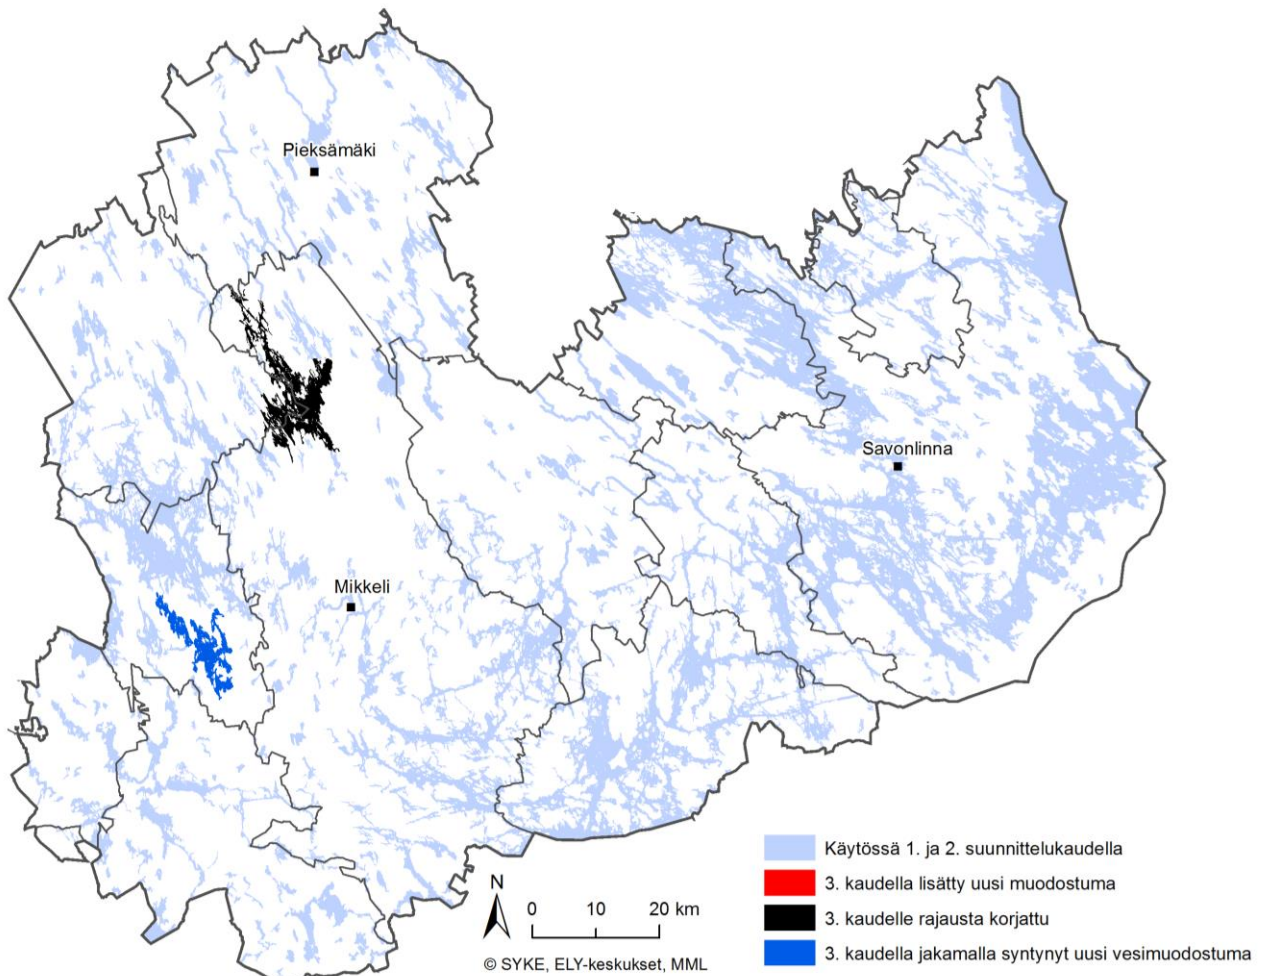 Pieksämäki
Savonlinna
Mikkeli
Käytössä 1. ja 2. suunnittelukaudella
3. kaudella lisätty uusi muodostuma
3. kaudelle rajausta korjattu
3. kaudella jakamalla syntynyt uusi vesimuodostuma
N
0 10 20 km
© SYKE, ELY-keskukset, MML